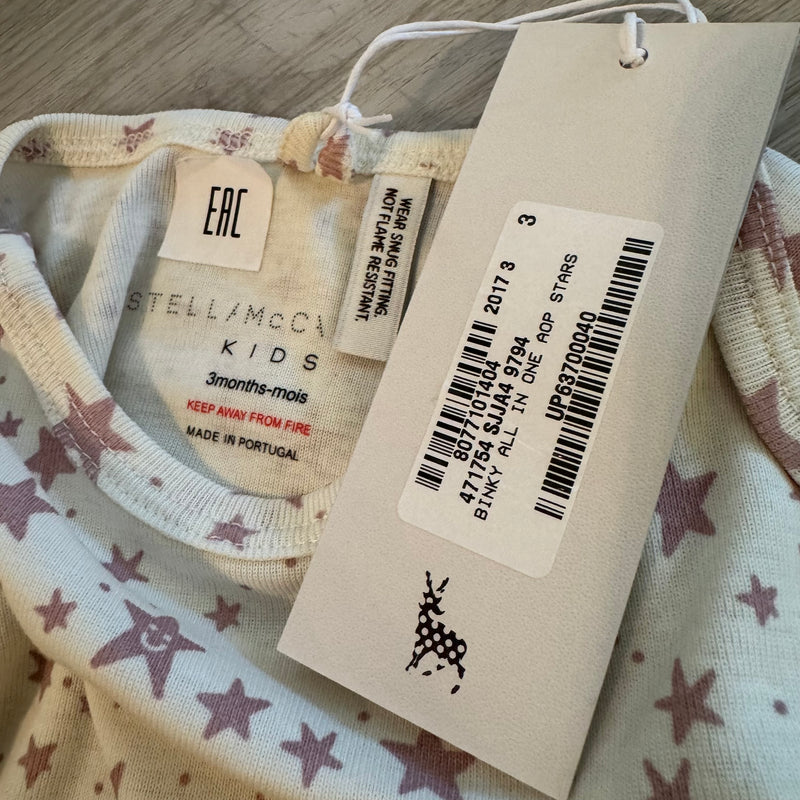 EAC
WEAR SNUG FITTING,
NOT FLAME RESISTANT.
STELL/McC
KIDS
3months-mois
KEEP AWAY FROM FIRE
MADE IN PORTUGAL
2017 3 3
8077101404
471754 SJJA4 9794
BINKY ALL IN ONE AOP STARS
UP63700040